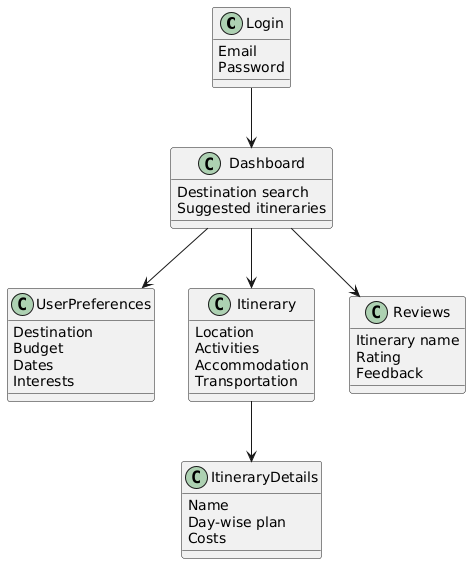 C Login
Email
Password
C Dashboard
Destination search
Suggested itineraries
C UserPreferences
Destination
Budget
Dates
Interests
C Itinerary
Location
Activities
Accommodation
Transportation
C Reviews
Itinerary name
Rating
Feedback
C ItineraryDetails
Name
Day-wise plan
Costs